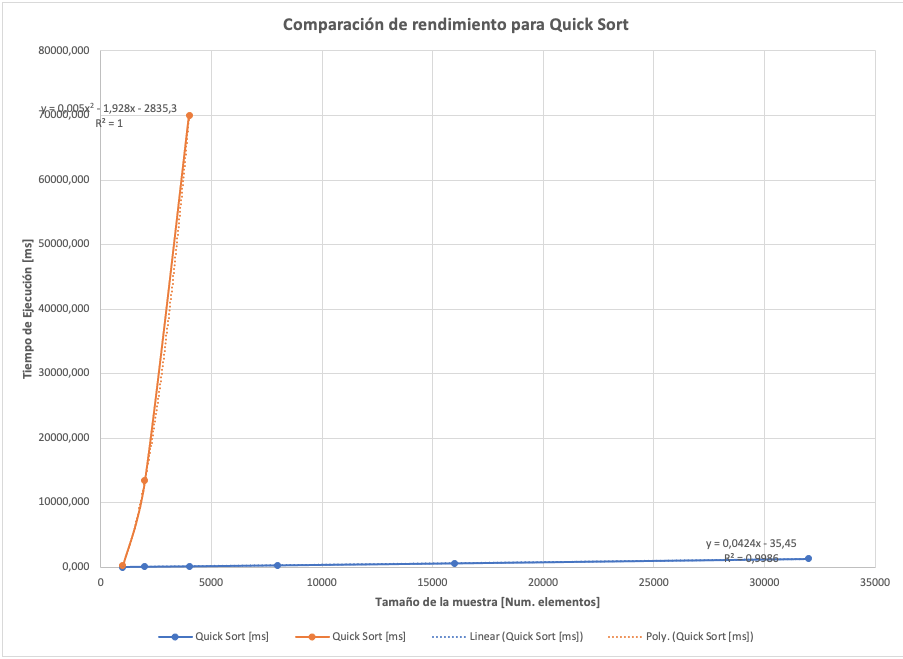 Comparación de rendimiento para Quick Sort
80000,000
y = 0,005x² - 1,928x - 2835,3
70000,000
R² = 1
60000,000
50000,000
40000,000
30000,000
20000,000
10000,000
0,000
Tiempo de Ejecución [ms]
y = 0,0424x - 35,45
R² = 0,9986
0 5000 10000 15000 20000 25000 30000 35000
Tamaño de la muestra [Num. elementos]
Quick Sort [ms] Quick Sort [ms] Linear (Quick Sort [ms]) Poly. (Quick Sort [ms])